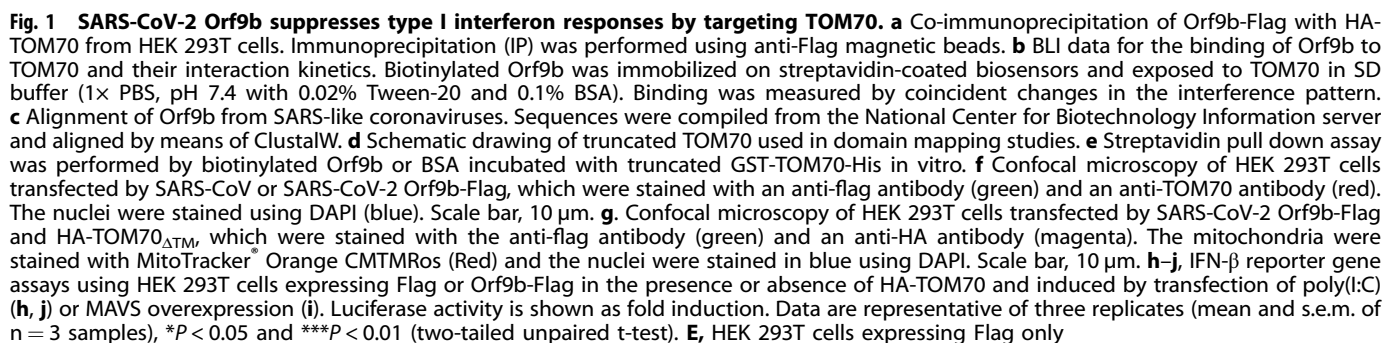 Fig. 1 SARS-CoV-2 Orf9b suppresses type I interferon responses by targeting TOM70. a Co-immunoprecipitation of Orf9b-Flag with HA-
TOM70 from HEK 293T cells. Immunoprecipitation (IP) was performed using anti-Flag magnetic beads. b BLI data for the binding of Orf9b to
TOM70 and their interaction kinetics. Biotinylated Orf9b was immobilized on streptavidin-coated biosensors and exposed to TOM70 in SD
buffer (1× PBS, pH 7.4 with 0.02% Tween-20 and 0.1% BSA). Binding was measured by coincident changes in the interference pattern.
c Alignment of Orf9b from SARS-like coronaviruses. Sequences were compiled from the National Center for Biotechnology Information server
and aligned by means of ClustalW. d Schematic drawing of truncated TOM70 used in domain mapping studies. e Streptavidin pull down assay
was performed by biotinylated Orf9b or BSA incubated with truncated GST-TOM70-His in vitro. f Confocal microscopy of HEK 293T cells
transfected by SARS-CoV or SARS-CoV-2 Orf9b-Flag, which were stained with an anti-flag antibody (green) and an anti-TOM70 antibody (red).
The nuclei were stained using DAPI (blue). Scale bar, 10 μm. g. Confocal microscopy of HEK 293T cells transfected by SARS-CoV-2 Orf9b-Flag
and HA-TOM70ΔTM, which were stained with the anti-flag antibody (green) and an anti-HA antibody (magenta). The mitochondria were
stained with MitoTracker® Orange CMTMRos (Red) and the nuclei were stained in blue using DAPI. Scale bar, 10 μm. h–j, IFN-β reporter gene
assays using HEK 293T cells expressing Flag or Orf9b-Flag in the presence or absence of HA-TOM70 and induced by transfection of poly(I:C)
(h, j) or MAVS overexpression (i). Luciferase activity is shown as fold induction. Data are representative of three replicates (mean and s.e.m. of
n = 3 samples), *P < 0.05 and ***P < 0.01 (two-tailed unpaired t-test). E, HEK 293T cells expressing Flag only